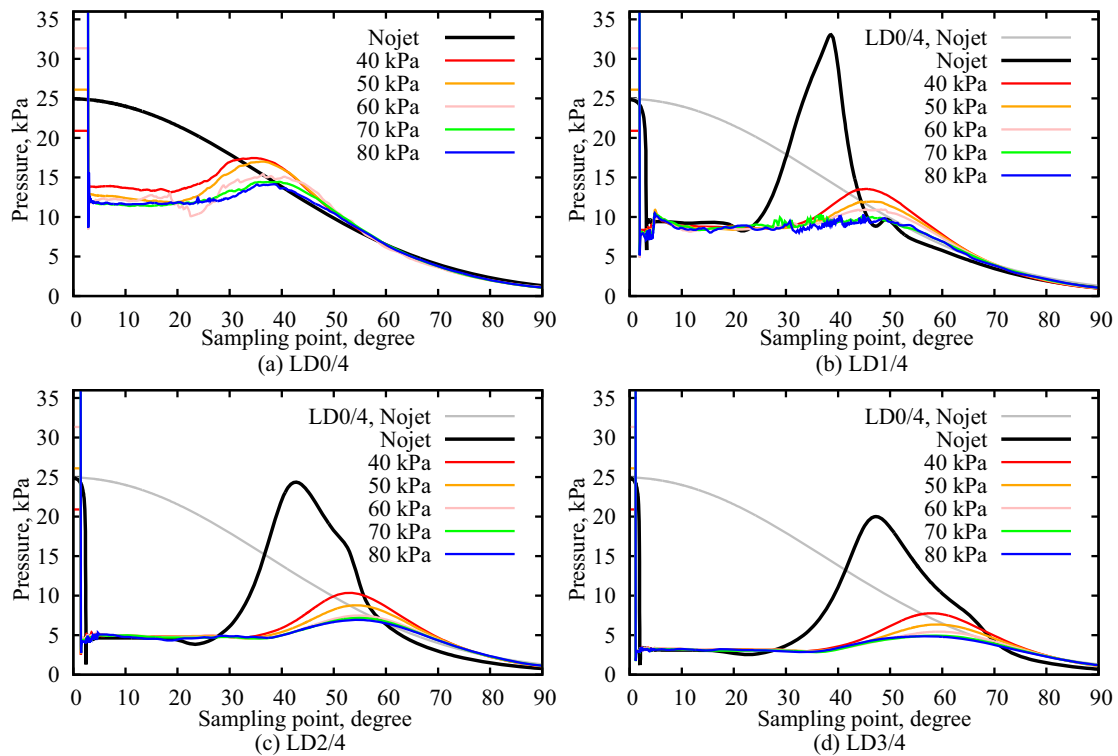 Pressure, kPa
35
30
25
20
15
10
5
0
Nojet
40 kPa
50 kPa
60 kPa
70 kPa
80 kPa
0 10 20 30 40 50 60 70 80 90
Sampling point, degree
(a) LD0/4
Pressure, kPa
35
30
25
20
15
10
5
0
LD0/4, Nojet
Nojet
40 kPa
50 kPa
60 kPa
70 kPa
80 kPa
0 10 20 30 40 50 60 70 80 90
Sampling point, degree
(b) LD1/4
Pressure, kPa
35
30
25
20
15
10
5
0
LD0/4, Nojet
Nojet
40 kPa
50 kPa
60 kPa
70 kPa
80 kPa
0 10 20 30 40 50 60 70 80 90
Sampling point, degree
(c) LD2/4
Pressure, kPa
35
30
25
20
15
10
5
0
LD0/4, Nojet
Nojet
40 kPa
50 kPa
60 kPa
70 kPa
80 kPa
0 10 20 30 40 50 60 70 80 90
Sampling point, degree
(d) LD3/4